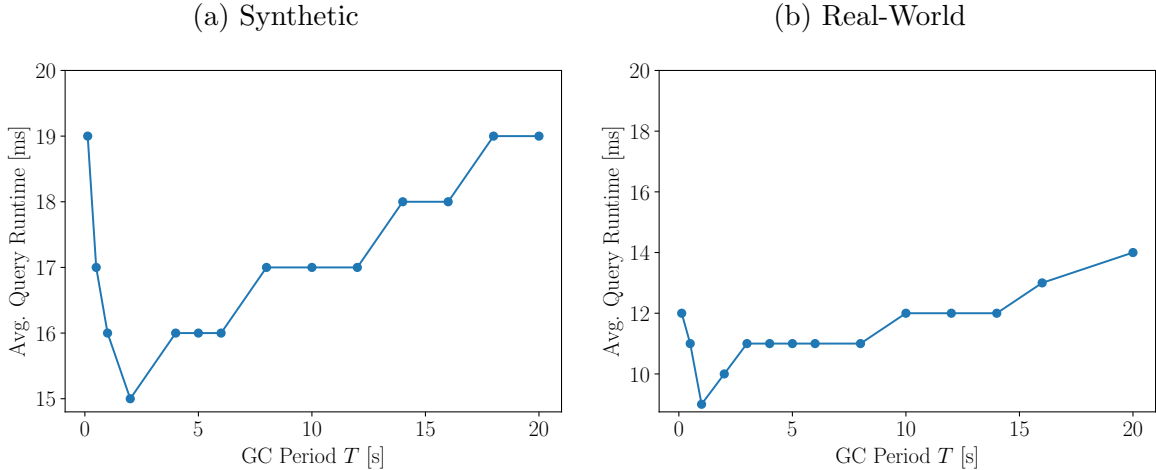 (a) Synthetic
20
19
18
17
16
15
Avg. Query Runtime [ms]
0 5 10 15 20
GC Period T [s]
(b) Real-World
20
18
16
14
12
10
Avg. Query Runtime [ms]
0 5 10 15 20
GC Period T [s]